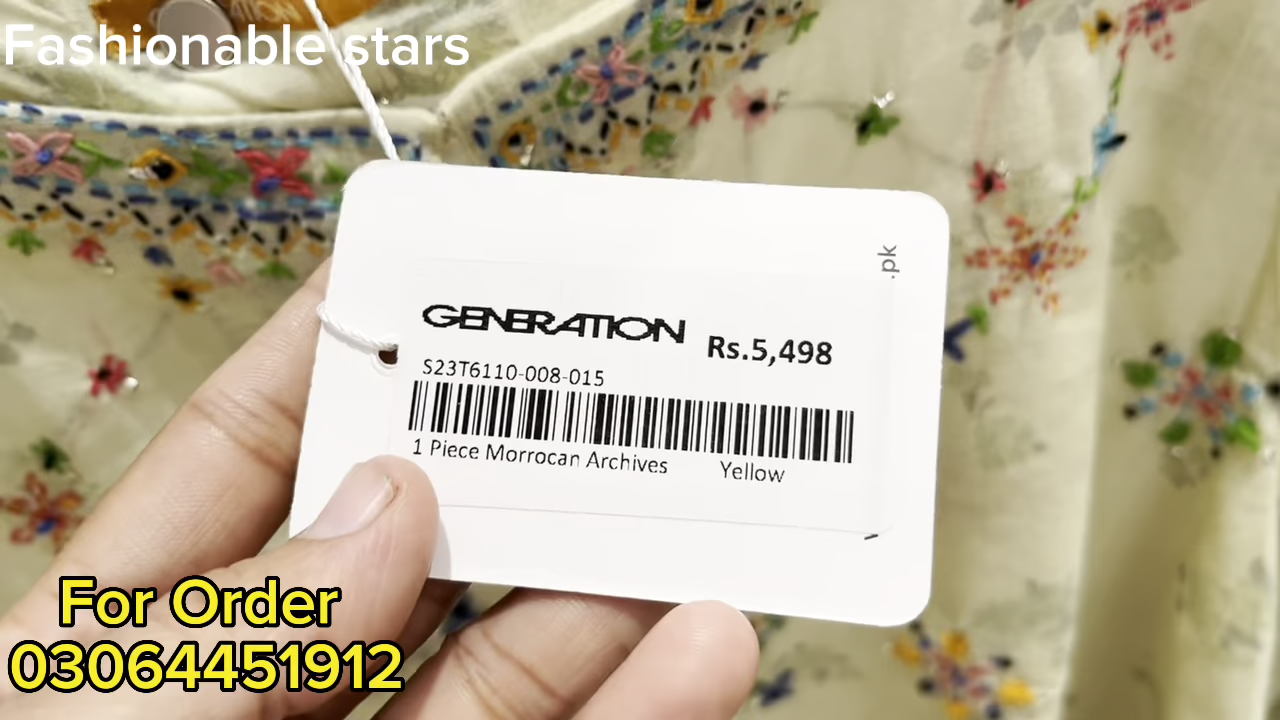 Fashionable stars
.pk
GENERATION Rs.5,498
S23T6110-008-015
1 Piece Morrocan Archives Yellow
For Order
03064451912